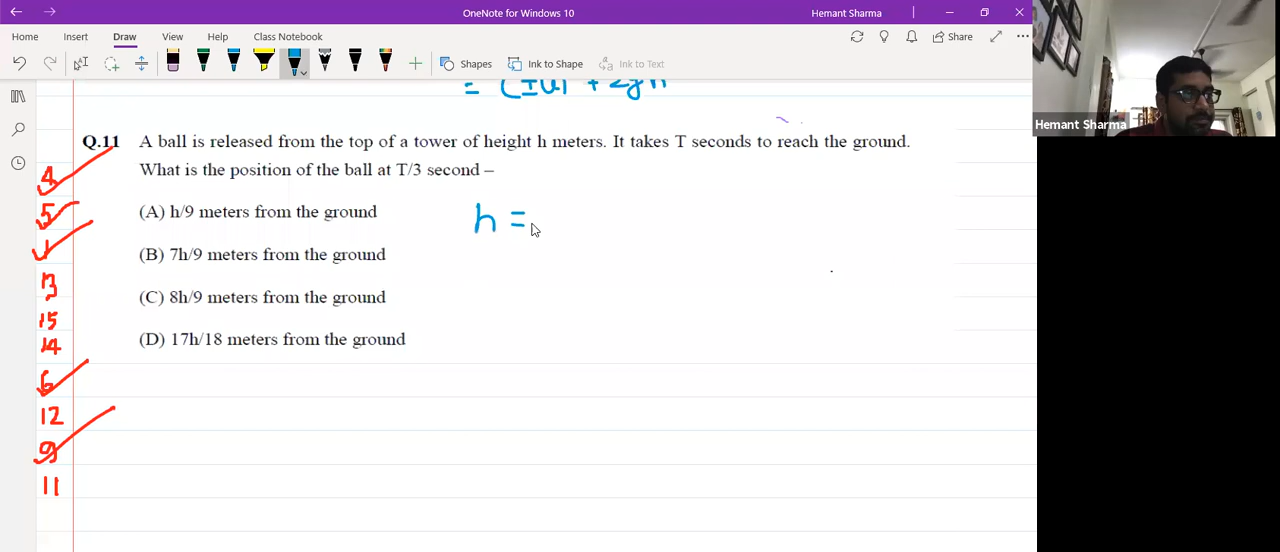 OneNote for Windows 10
Hemant Sharma
Home Insert Draw View Help Class Notebook
Share
Shapes
Ink to Shape
Ink to Text
Q.11 A ball is released from the top of a tower of height h meters. It takes T seconds to reach the ground.
What is the position of the ball at T/3 second –
(A) h/9 meters from the ground
(B) 7h/9 meters from the ground
(C) 8h/9 meters from the ground
(D) 17h/18 meters from the ground
h =
4
5
1
13
15
14
6
12
9
11
Hemant Sharma